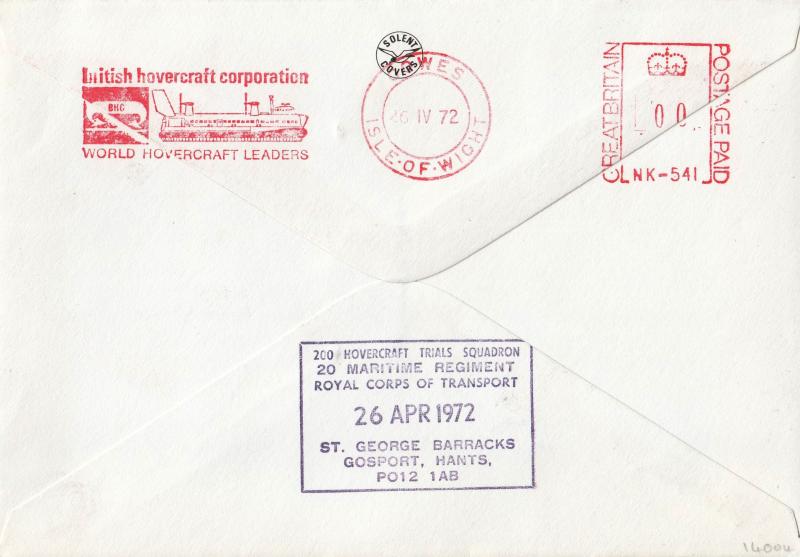 british hovercraft corporation
BHC
WORLD HOVERCRAFT LEADERS
SOLENT
COVERS
WES
26 IV 72
ISLE·OF·WIGHT
GREAT BRITAIN
00
POSTAGE PAID
NK-541
200 HOVERCRAFT TRIALS SQUADRON
20 MARITIME REGIMENT
ROYAL CORPS OF TRANSPORT
26 APR 1972
ST. GEORGE BARRACKS
GOSPORT, HANTS,
PO12 1AB